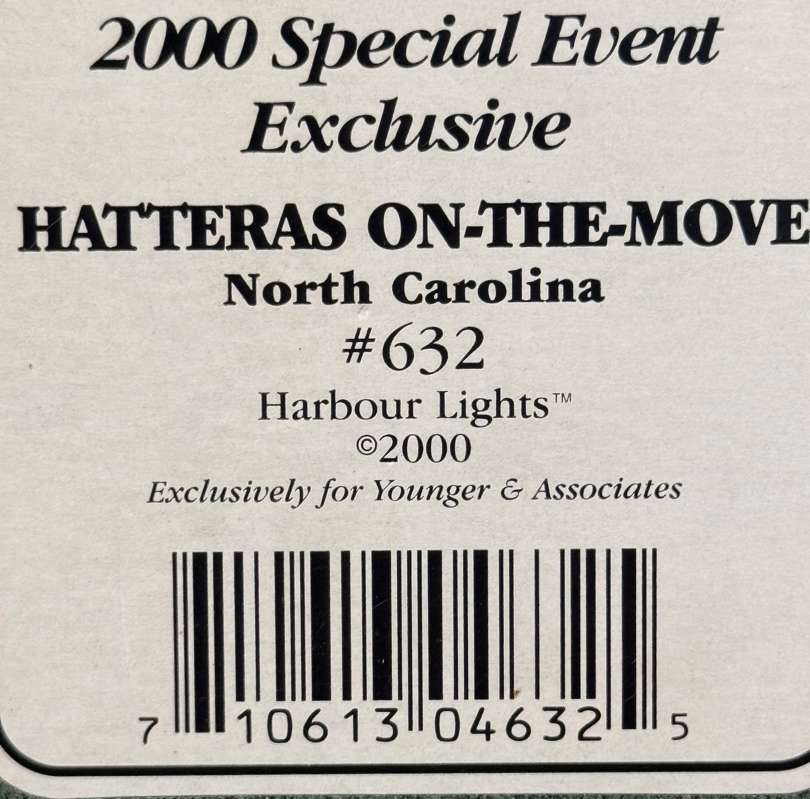 2000 Special Event
Exclusive
HATTERAS ON-THE-MOVE
North Carolina
#632
Harbour Lights™
©2000
Exclusively for Younger & Associates
7 10613 04632 5